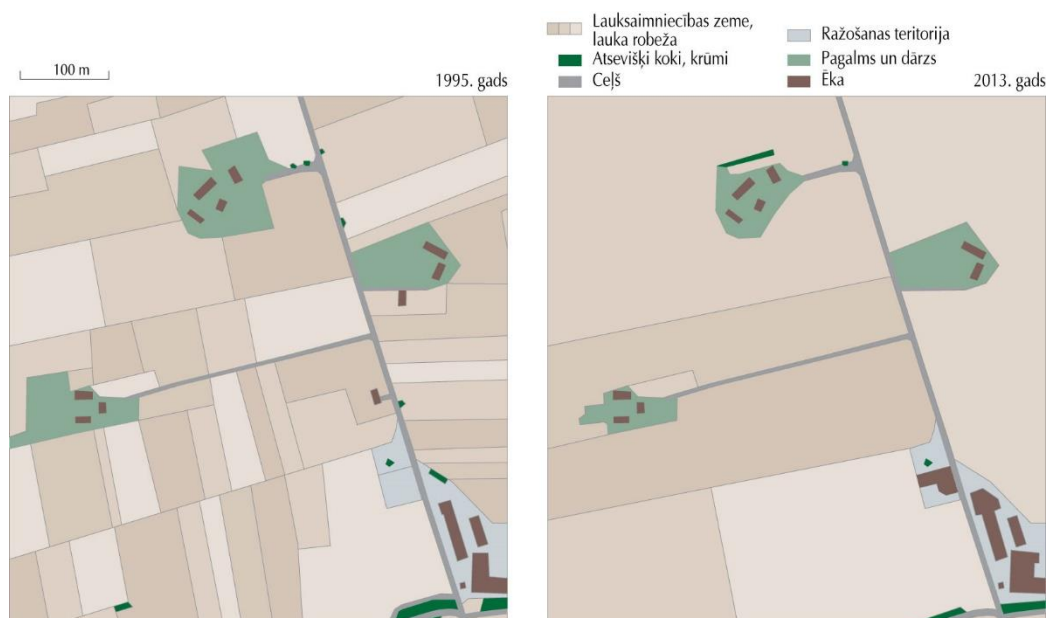 100 m
1995. gads
Lauksaimniecības zeme,
lauka robeža
Atsevišķi koki, krūmi
Ceļš
Ražošanas teritorija
Pagalms un dārzs
Ēka
2013. gads